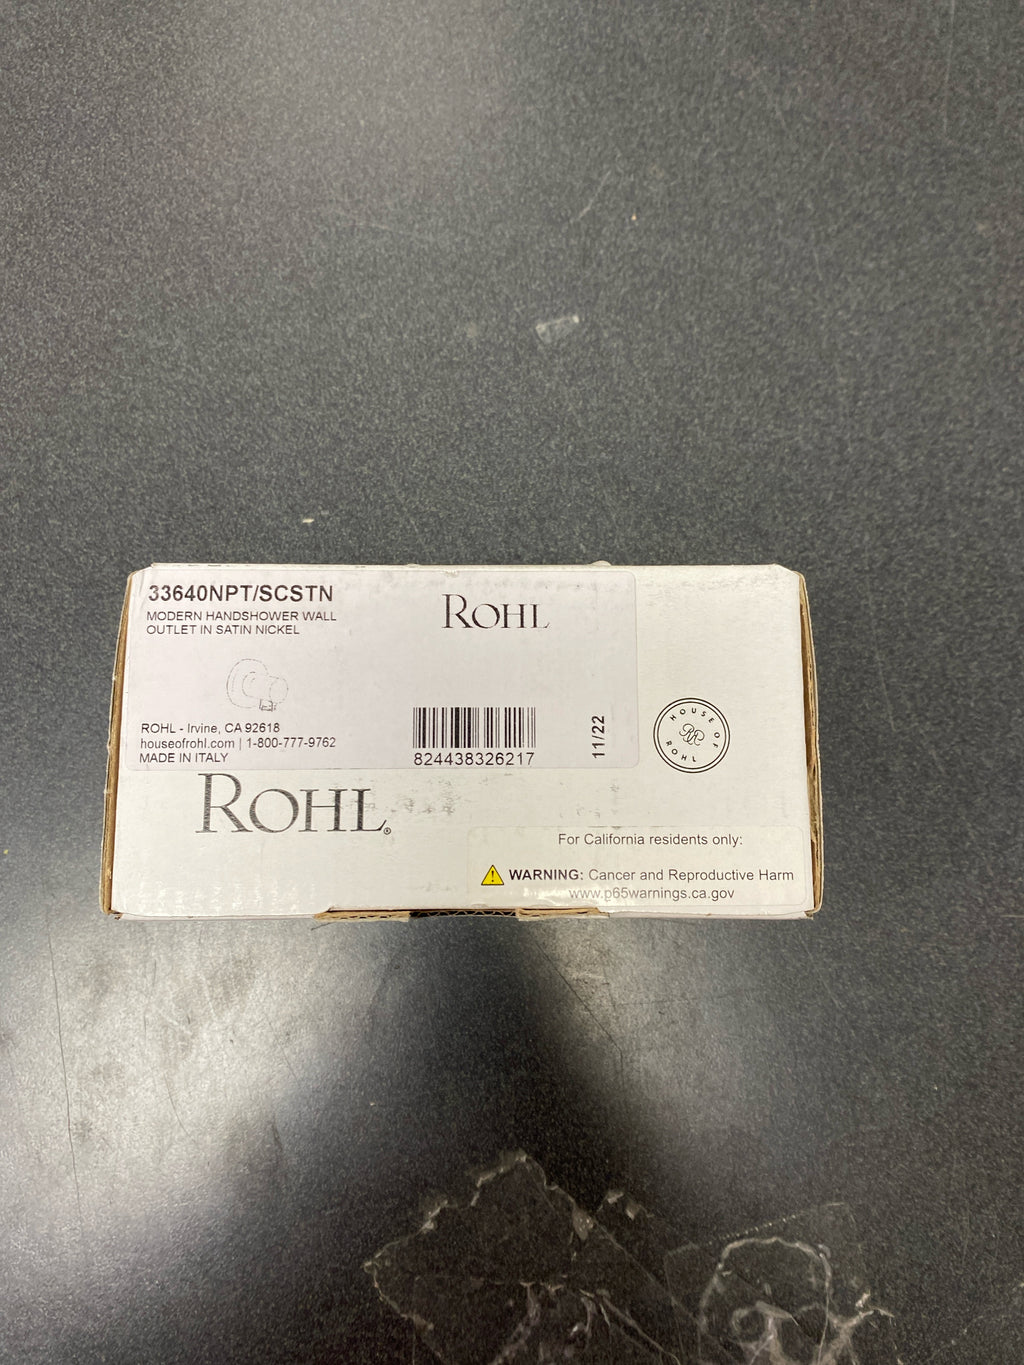 33640NPT/SCSTN
MODERN HANDSHOWER WALL
OUTLET IN SATIN NICKEL
ROHL
ROHL - Irvine, CA 92618
houseofrohl.com | 1-800-777-9762
MADE IN ITALY
824438326217
11/22
HOUSE OF
RR
ROHL
ROHL®
For California residents only:
WARNING: Cancer and Reproductive Harm
www.p65warnings.ca.gov